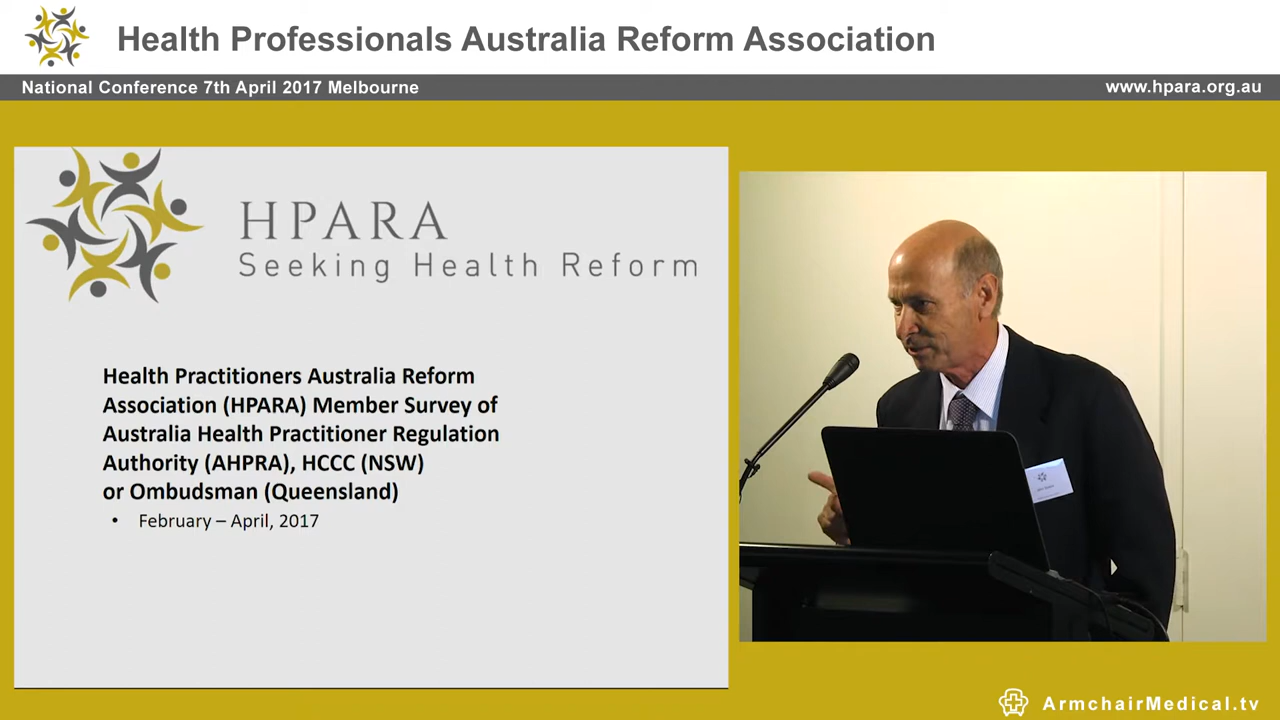 Health Professionals Australia Reform Association
National Conference 7th April 2017 Melbourne
www.hpara.org.au
HPARA
Seeking Health Reform
Health Practitioners Australia Reform
Association (HPARA) Member Survey of
Australia Health Practitioner Regulation
Authority (AHPRA), HCCC (NSW)
or Ombudsman (Queensland)
• February – April, 2017
ArmchairMedical.tv